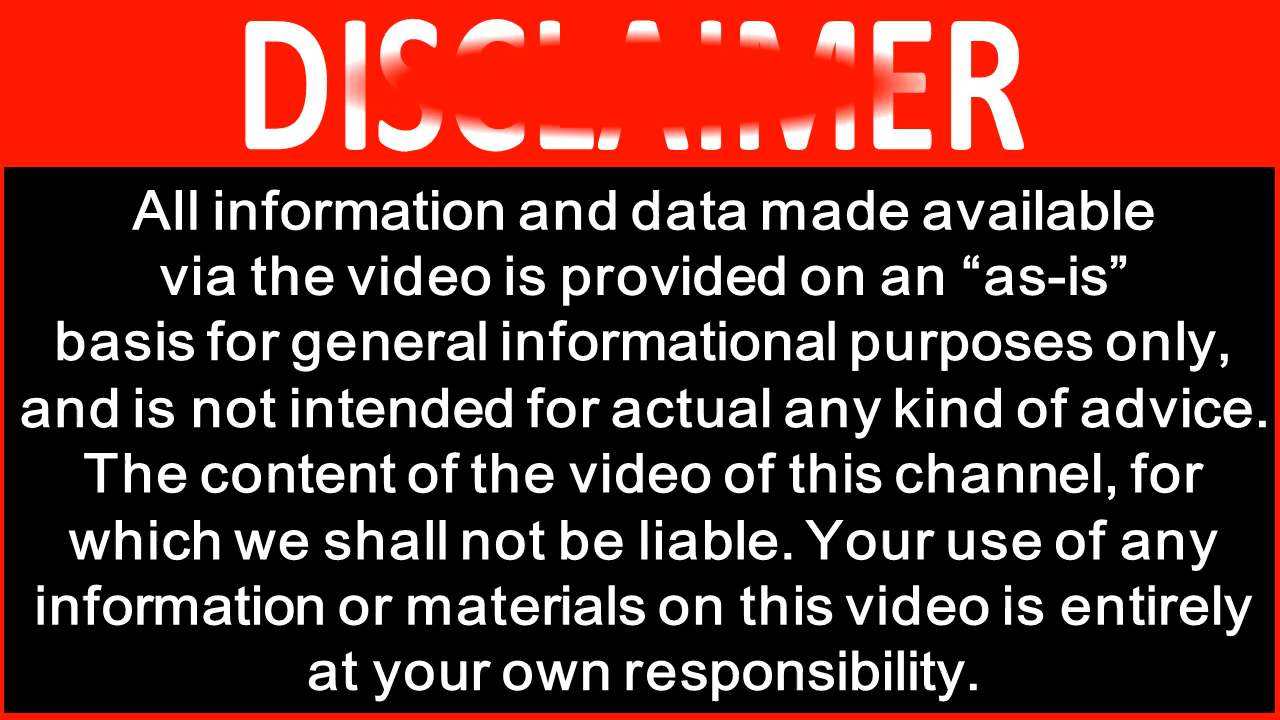 DISCLAIMER
All information and data made available
via the video is provided on an “as-is”
basis for general informational purposes only,
and is not intended for actual any kind of advice.
The content of the video of this channel, for
which we shall not be liable. Your use of any
information or materials on this video is entirely
at your own responsibility.